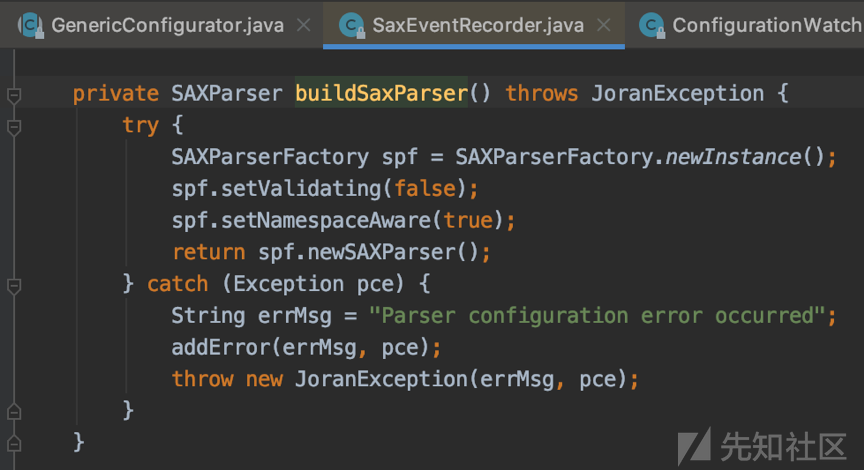 GenericConfigurator.java
SaxEventRecorder.java
ConfigurationWatch
private SAXParser buildSaxParser() throws JoranException {
try {
SAXParserFactory spf = SAXParserFactory.newInstance();
spf.setValidating(false);
spf.setNamespaceAware(true);
return spf.newSAXParser();
} catch (Exception pce) {
String errMsg = "Parser configuration error occurred";
addError(errMsg, pce);
throw new JoranException(errMsg, pce);
}
}
先知社区